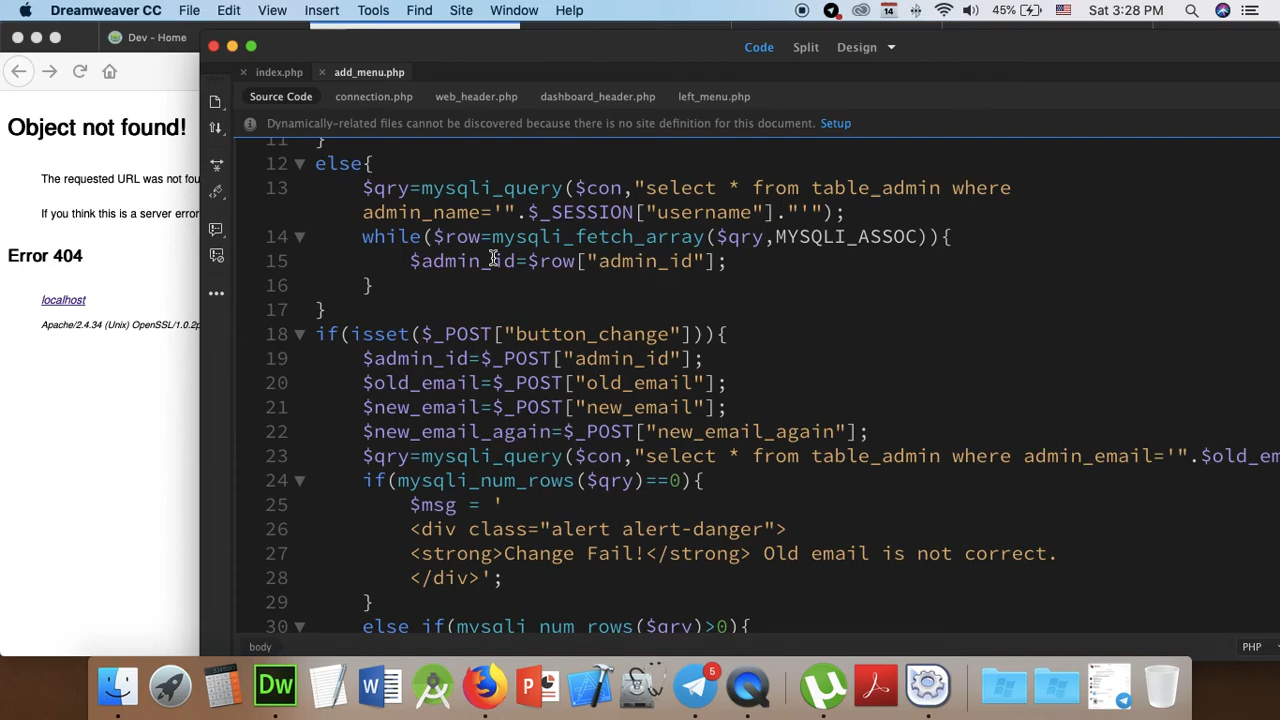 Dreamweaver CC File Edit View Insert Tools Find Site Window Help 14 45% Sat 3:28 PM
Dev - Home
Code Split Design
index.php add_menu.php
Source Code connection.php web_header.php dashboard_header.php left_menu.php
Dynamically-related files cannot be discovered because there is no site definition for this document. Setup
Object not found!
The requested URL was not fou
If you think this is a server error
Error 404
localhost
Apache/2.4.34 (Unix) OpenSSL/1.0.2p
11 }
12 else{
13 $qry=mysqli_query($con,"select * from table_admin where
admin_name='".$_SESSION["username"]."'");
14 while($row=mysqli_fetch_array($qry,MYSQLI_ASSOC)){
15 $admin_id=$row["admin_id"];
16 }
17 }
18 if(isset($_POST["button_change"])){
19 $admin_id=$_POST["admin_id"];
20 $old_email=$_POST["old_email"];
21 $new_email=$_POST["new_email"];
22 $new_email_again=$_POST["new_email_again"];
23 $qry=mysqli_query($con,"select * from table_admin where admin_email='".$old_em
24 if(mysqli_num_rows($qry)==0){
25 $msg = '
26 <div class="alert alert-danger">
27 <strong>Change Fail!</strong> Old email is not correct.
28 </div>';
29 }
30 else if(mysqli_num_rows($qry)>0){
body PHP
Dw W P 5